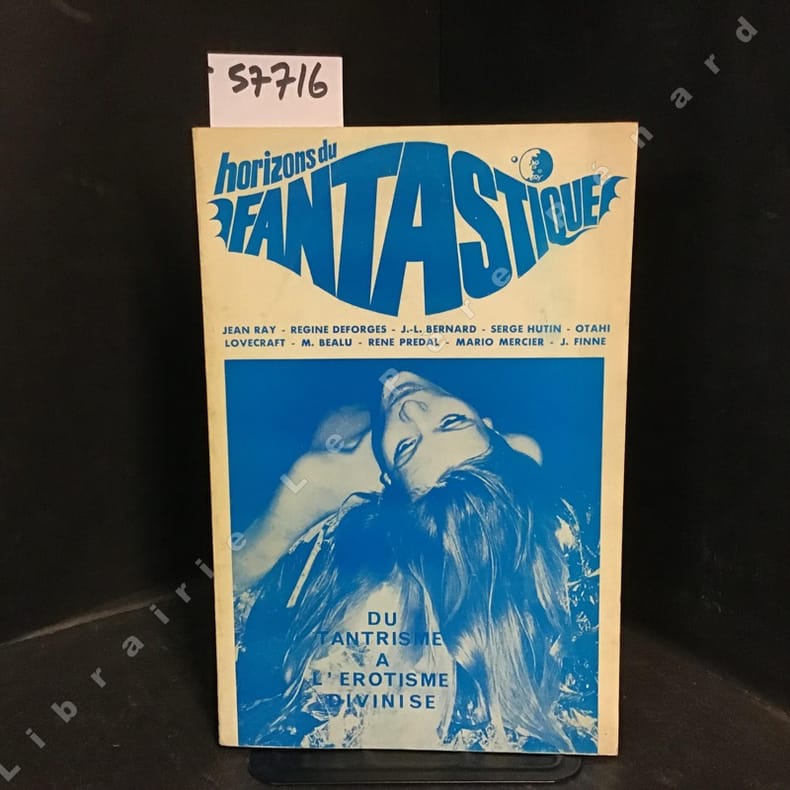 57716
horizons du
FANTASTIQUE
JEAN RAY - REGINE DEFORGES - J.-L. BERNARD - SERGE HUTIN - OTAHI
LOVECRAFT - M. BEALU - RENE PREDAL - MARIO MERCIER - J. FINNE
DU
TANTRISME
A
L'EROTISME
DIVINISE
Librairie Le Père Pénard